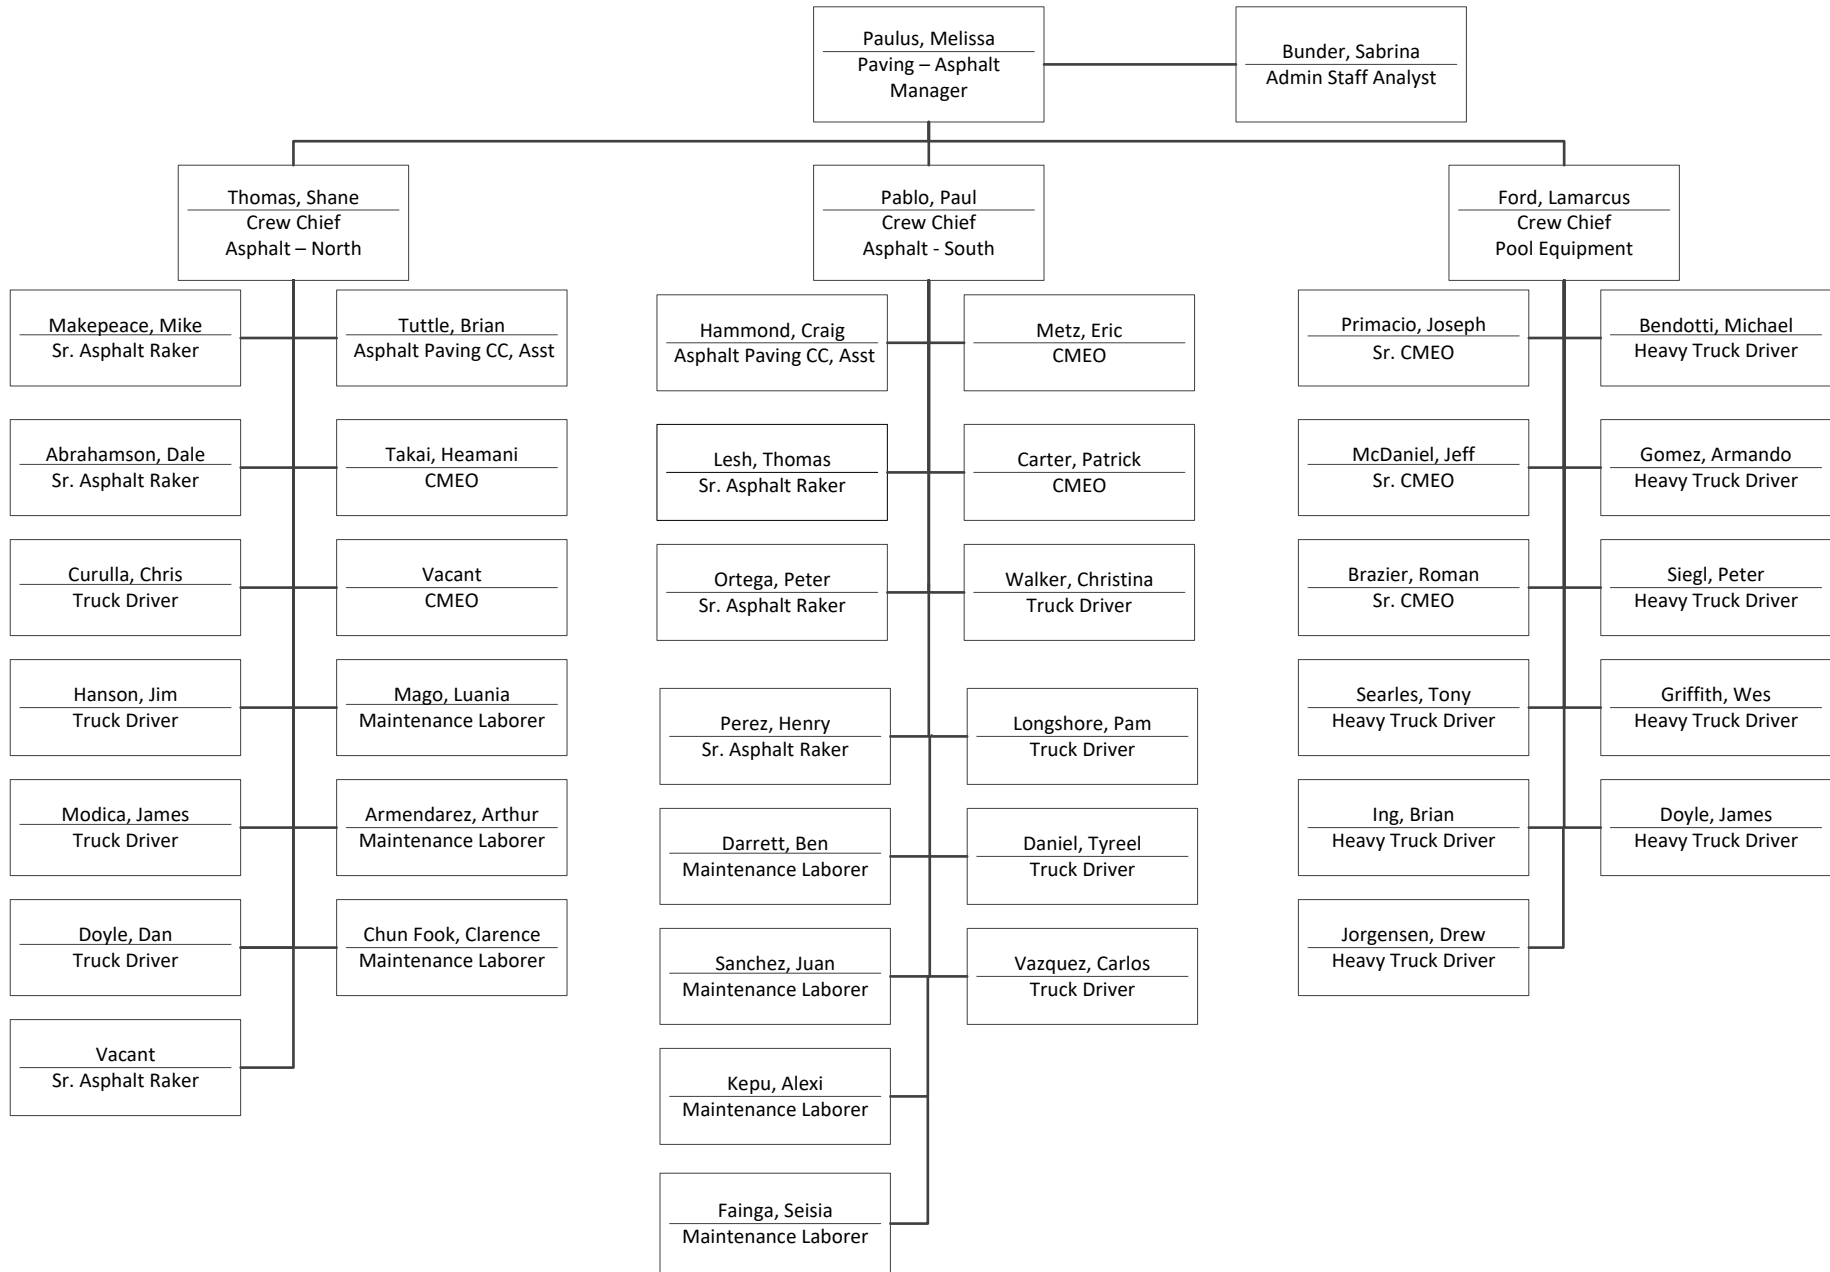 Paulus, Melissa
Paving – Asphalt
Manager
Bunder, Sabrina
Admin Staff Analyst
Thomas, Shane
Crew Chief
Asphalt – North
Pablo, Paul
Crew Chief
Asphalt - South
Ford, Lamarcus
Crew Chief
Pool Equipment
Makepeace, Mike
Sr. Asphalt Raker
Tuttle, Brian
Asphalt Paving CC, Asst
Abrahamson, Dale
Sr. Asphalt Raker
Takai, Heamani
CMEO
Curulla, Chris
Truck Driver
Vacant
CMEO
Hanson, Jim
Truck Driver
Mago, Luania
Maintenance Laborer
Modica, James
Truck Driver
Armendarez, Arthur
Maintenance Laborer
Doyle, Dan
Truck Driver
Chun Fook, Clarence
Maintenance Laborer
Vacant
Sr. Asphalt Raker
Hammond, Craig
Asphalt Paving CC, Asst
Metz, Eric
CMEO
Lesh, Thomas
Sr. Asphalt Raker
Carter, Patrick
CMEO
Ortega, Peter
Sr. Asphalt Raker
Walker, Christina
Truck Driver
Perez, Henry
Sr. Asphalt Raker
Longshore, Pam
Truck Driver
Darrett, Ben
Maintenance Laborer
Daniel, Tyreel
Truck Driver
Sanchez, Juan
Maintenance Laborer
Vazquez, Carlos
Truck Driver
Kepu, Alexi
Maintenance Laborer
Fainga, Seisia
Maintenance Laborer
Primacio, Joseph
Sr. CMEO
Bendotti, Michael
Heavy Truck Driver
McDaniel, Jeff
Sr. CMEO
Gomez, Armando
Heavy Truck Driver
Brazier, Roman
Sr. CMEO
Siegl, Peter
Heavy Truck Driver
Searles, Tony
Heavy Truck Driver
Griffith, Wes
Heavy Truck Driver
Ing, Brian
Heavy Truck Driver
Doyle, James
Heavy Truck Driver
Jorgensen, Drew
Heavy Truck Driver